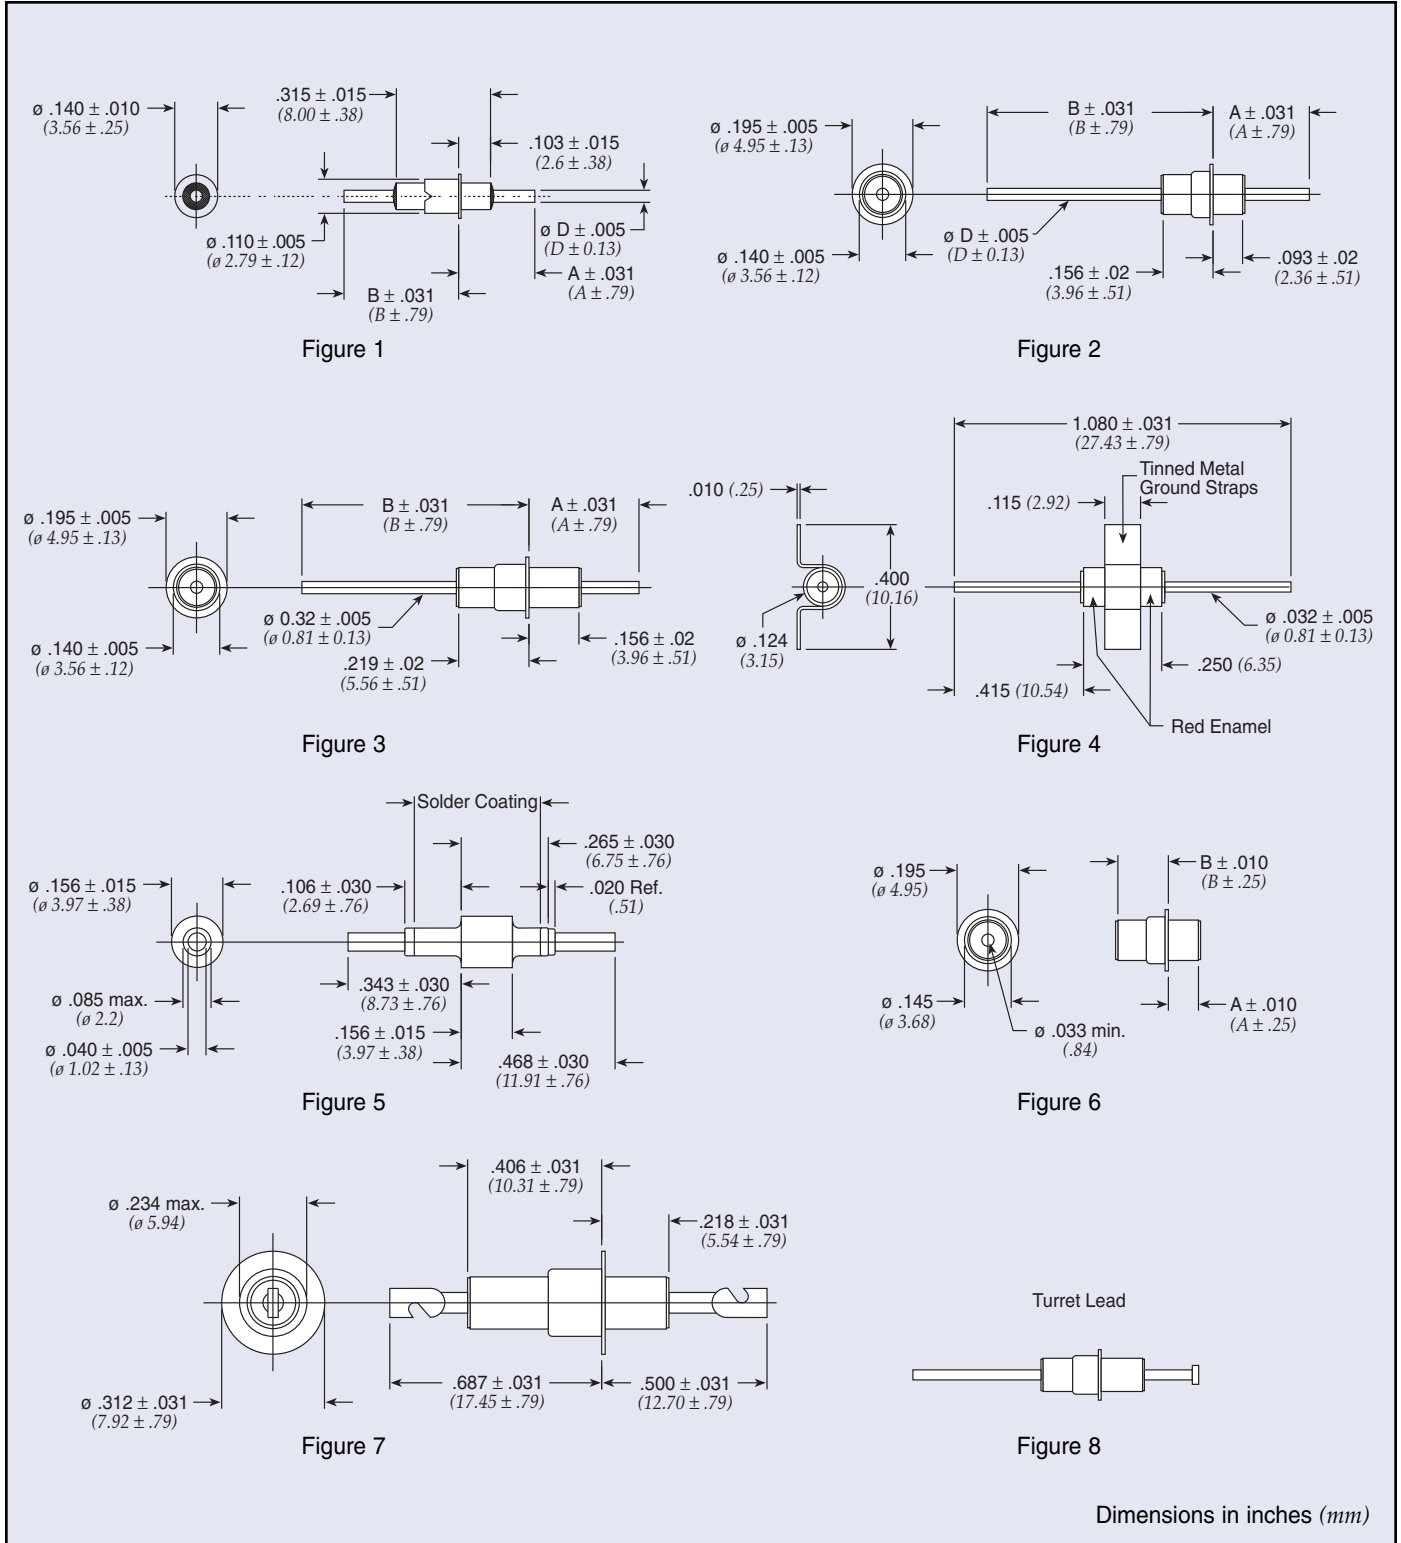 ø .140 ± .010
(3.56 ± .25)
.315 ± .015
(8.00 ± .38)
.103 ± .015
(2.6 ± .38)
ø .110 ± .005
(ø 2.79 ± .12)
ø D ± .005
(D ± 0.13)
A ± .031
(A ± .79)
B ± .031
(B ± .79)
Figure 1
ø .195 ± .005
(ø 4.95 ± .13)
B ± .031
(B ± .79)
A ± .031
(A ± .79)
ø .140 ± .005
(ø 3.56 ± .12)
ø D ± .005
(D ± 0.13)
.156 ± .02
(3.96 ± .51)
.093 ± .02
(2.36 ± .51)
Figure 2
ø .195 ± .005
(ø 4.95 ± .13)
B ± .031
(B ± .79)
A ± .031
(A ± .79)
ø 0.32 ± .005
(ø 0.81 ± 0.13)
ø .140 ± .005
(ø 3.56 ± .12)
.219 ± .02
(5.56 ± .51)
.156 ± .02
(3.96 ± .51)
Figure 3
1.080 ± .031
(27.43 ± .79)
Tinned Metal
Ground Straps
.010 (.25)
.115 (2.92)
.400
(10.16)
ø .124
(3.15)
ø .032 ± .005
(ø 0.81 ± 0.13)
.250 (6.35)
.415 (10.54)
Red Enamel
Figure 4
Solder Coating
.265 ± .030
(6.75 ± .76)
ø .156 ± .015
(ø 3.97 ± .38)
.106 ± .030
(2.69 ± .76)
.020 Ref.
(.51)
ø .085 max.
(ø 2.2)
.343 ± .030
(8.73 ± .76)
ø .040 ± .005
(ø 1.02 ± .13)
.156 ± .015
(3.97 ± .38)
.468 ± .030
(11.91 ± .76)
Figure 5
ø .195
(ø 4.95)
B ± .010
(B ± .25)
ø .145
(ø 3.68)
ø .033 min.
(.84)
A ± .010
(A ± .25)
Figure 6
.406 ± .031
(10.31 ± .79)
ø .234 max.
(ø 5.94)
.218 ± .031
(5.54 ± .79)
ø .312 ± .031
(7.92 ± .79)
.687 ± .031
(17.45 ± .79)
.500 ± .031
(12.70 ± .79)
Figure 7
Turret Lead
Figure 8
Dimensions in inches (mm)